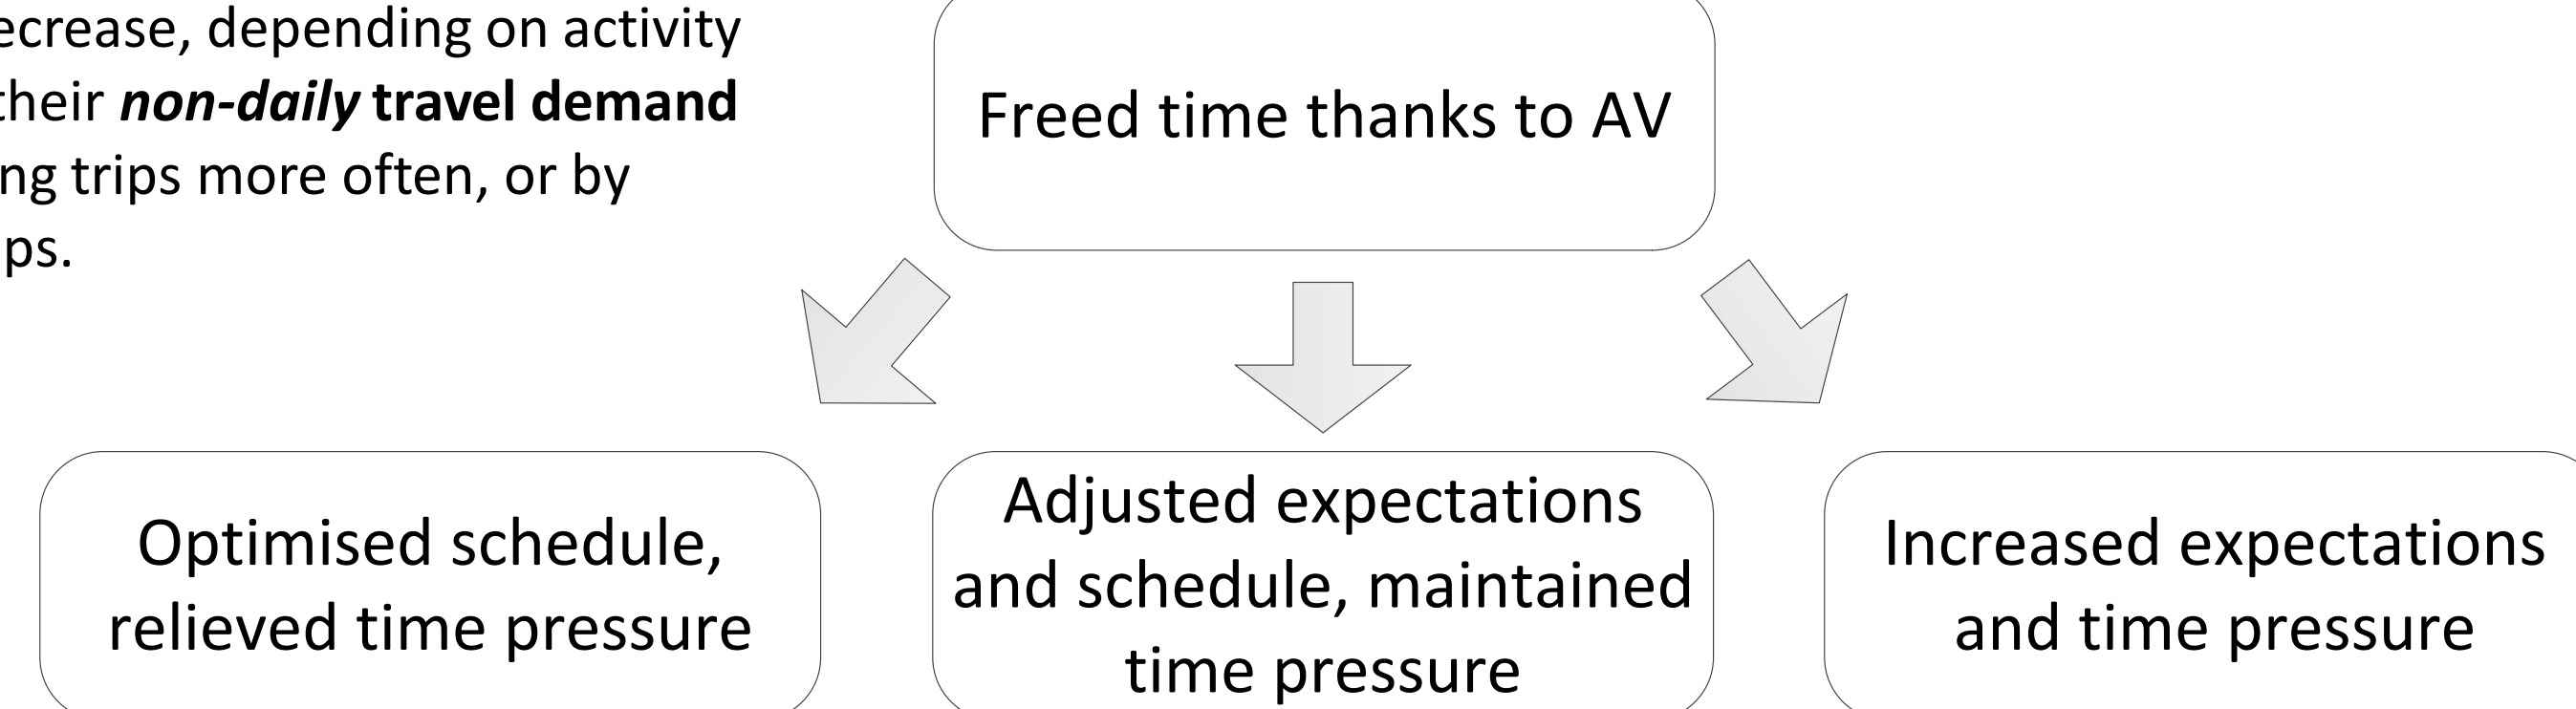 ecrease, depending on activity
their non-daily travel demand
ng trips more often, or by
ps.
Freed time thanks to AV
Optimised schedule,
relieved time pressure
Adjusted expectations
and schedule, maintained
time pressure
Increased expectations
and time pressure